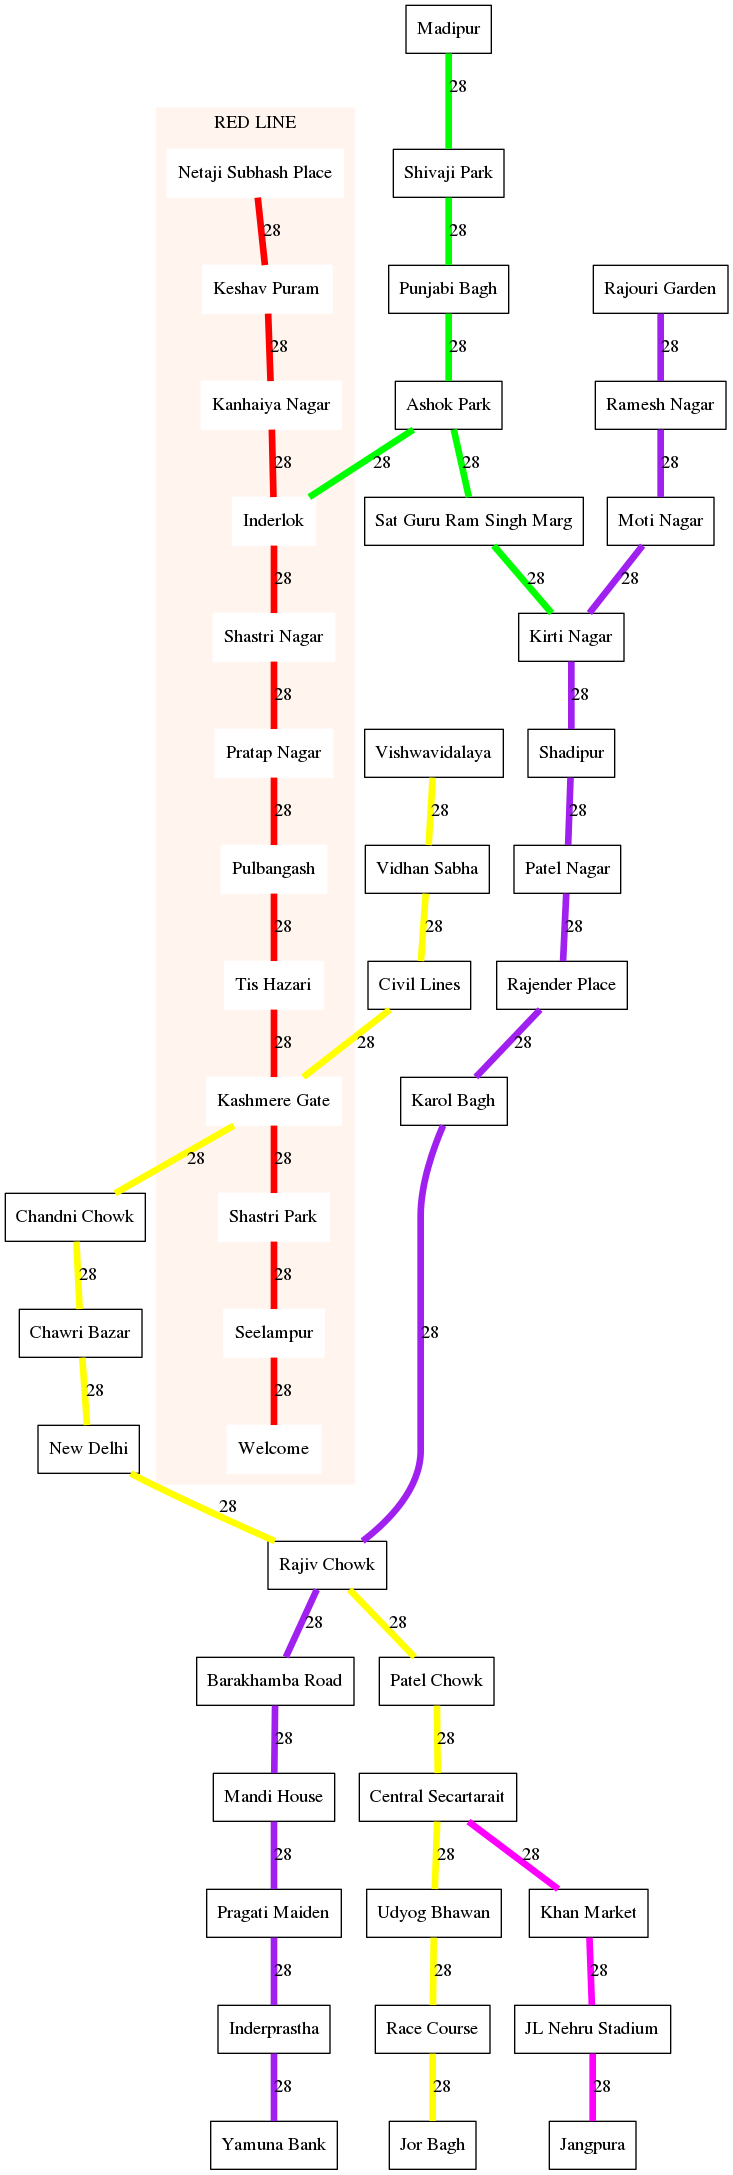 Madipur
28
RED LINE
Netaji Subhash Place
Shivaji Park
28
28
Keshav Puram
Punjabi Bagh
Rajouri Garden
28
28
28
Kanhaiya Nagar
Ashok Park
Ramesh Nagar
28
28
28
28
Inderlok
Sat Guru Ram Singh Marg
Moti Nagar
28
28
28
Shastri Nagar
Kirti Nagar
28
28
Pratap Nagar
Vishwavidalaya
Shadipur
28
28
28
Pulbangash
Vidhan Sabha
Patel Nagar
28
28
28
Tis Hazari
Civil Lines
Rajender Place
28
28
28
Kashmere Gate
Karol Bagh
28
28
Chandni Chowk
Shastri Park
28
28
Chawri Bazar
Seelampur
28
28
28
New Delhi
Welcome
28
Rajiv Chowk
28
28
Barakhamba Road
Patel Chowk
28
28
Mandi House
Central Secartarait
28
28
28
Pragati Maiden
Udyog Bhawan
Khan Market
28
28
28
Inderprastha
Race Course
JL Nehru Stadium
28
28
28
Yamuna Bank
Jor Bagh
Jangpura